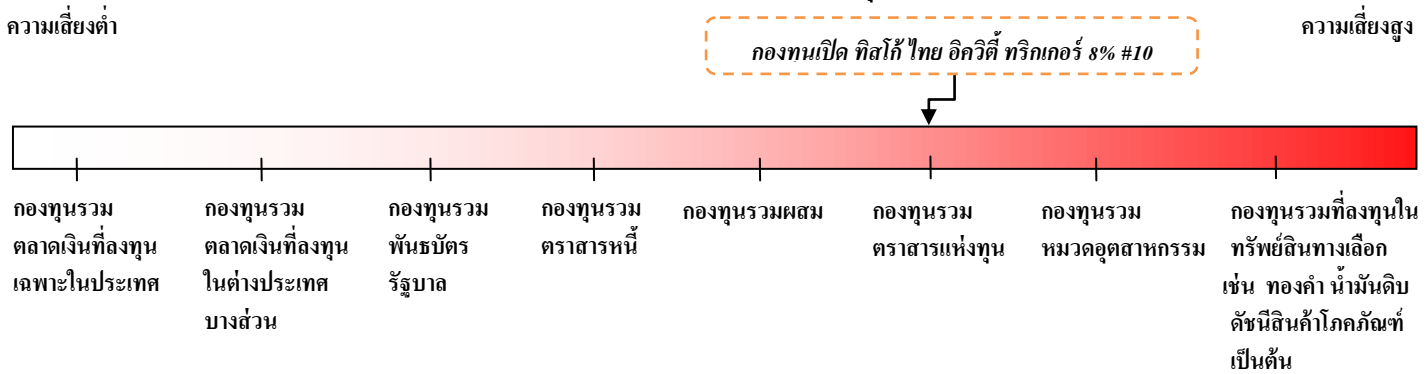 ความเสี่ยงต่ำ
ความเสี่ยงสูง
กองทุนเปิด ทิสโก้ ไทย อิควิตี้ ทริกเกอร์ 8% #10
กองทุนรวม
ตลาดเงินที่ลงทุน
เฉพาะในประเทศ
กองทุนรวม
ตลาดเงินที่ลงทุน
ในต่างประเทศ
บางส่วน
กองทุนรวม
พันธบัตร
รัฐบาล
กองทุนรวม
ตราสารหนี้
กองทุนรวมผสม
กองทุนรวม
ตราสารแห่งทุน
กองทุนรวม
หมวดอุตสาหกรรม
กองทุนรวมที่ลงทุนใน
ทรัพย์สินทางเลือก
เช่น ทองคำ น้ำมันดิบ
ดัชนีสินค้าโภคภัณฑ์
เป็นต้น